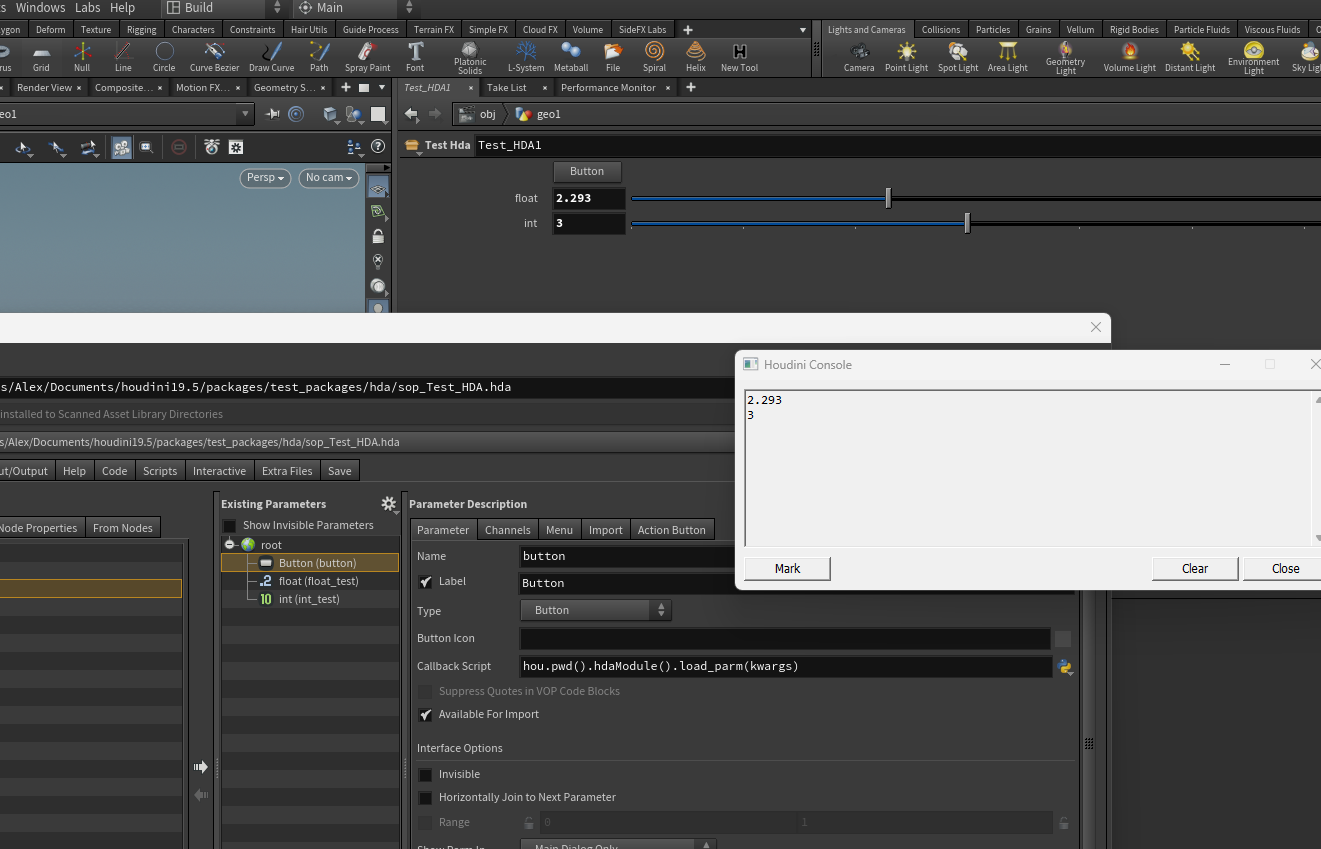 Windows Labs Help Build Main
Deform Texture Rigging Characters Constraints Hair Utils Guide Process Terrain FX Simple FX Cloud FX Volume SideFX Labs Lights and Cameras Collisions Particles Grains Vellum Rigid Bodies Particle Fluids Viscous Fluids
Grid Null Line Circle Curve Bezier Draw Curve Path Spray Paint Font Platonic Solids L-System Metaball File Spiral Helix New Tool Camera Point Light Spot Light Area Light Geometry Light Volume Light Distant Light Environment Light Sky Ligh
Render View Composite... Motion FX... Geometry S... Test_HDA1 Take List Performance Monitor
geo1 obj geo1
Test Hda Test_HDA1
Button
Persp No cam
float 2.293
int 3
s/Alex/Documents/houdini19.5/packages/test_packages/hda/sop_Test_HDA.hda
installed to Scanned Asset Library Directories
s/Alex/Documents/houdini19.5/packages/test_packages/hda/sop_Test_HDA.hda
ut/Output Help Code Scripts Interactive Extra Files Save
Houdini Console
2.293
3
Mark Clear Close
Node Properties From Nodes
Existing Parameters
Show Invisible Parameters
root
Button (button)
.2 float (float_test)
10 int (int_test)
Parameter Description
Parameter Channels Menu Import Action Button
Name button
Label Button
Type Button
Button Icon
Callback Script hou.pwd().hdaModule().load_parm(kwargs)
Suppress Quotes in VOP Code Blocks
Available For Import
Interface Options
Invisible
Horizontally Join to Next Parameter
Range 0 1
Show Parm In Main Dialog Only